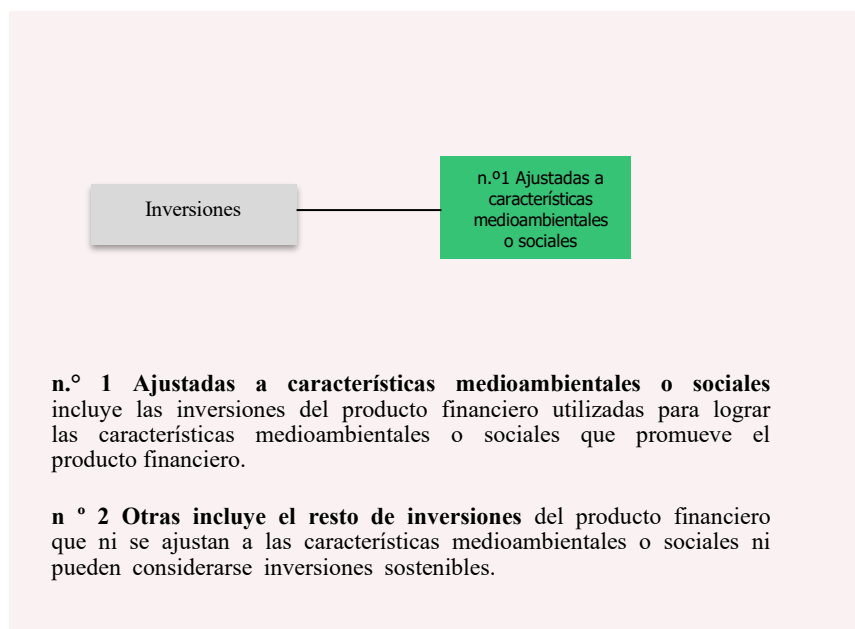 Inversiones
n.º1 Ajustadas a
características
medioambientales
o sociales
n.° 1 Ajustadas a características medioambientales o sociales
incluye las inversiones del producto financiero utilizadas para lograr
las características medioambientales o sociales que promueve el
producto financiero.
n º 2 Otras incluye el resto de inversiones del producto financiero
que ni se ajustan a las características medioambientales o sociales ni
pueden considerarse inversiones sostenibles.